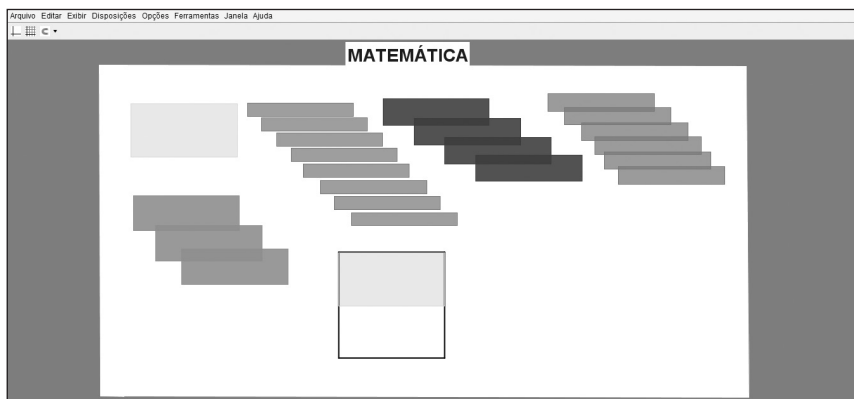 Arquivo Editar Exibir Disposições Opções Ferramentas Janela Ajuda
MATEMÁTICA